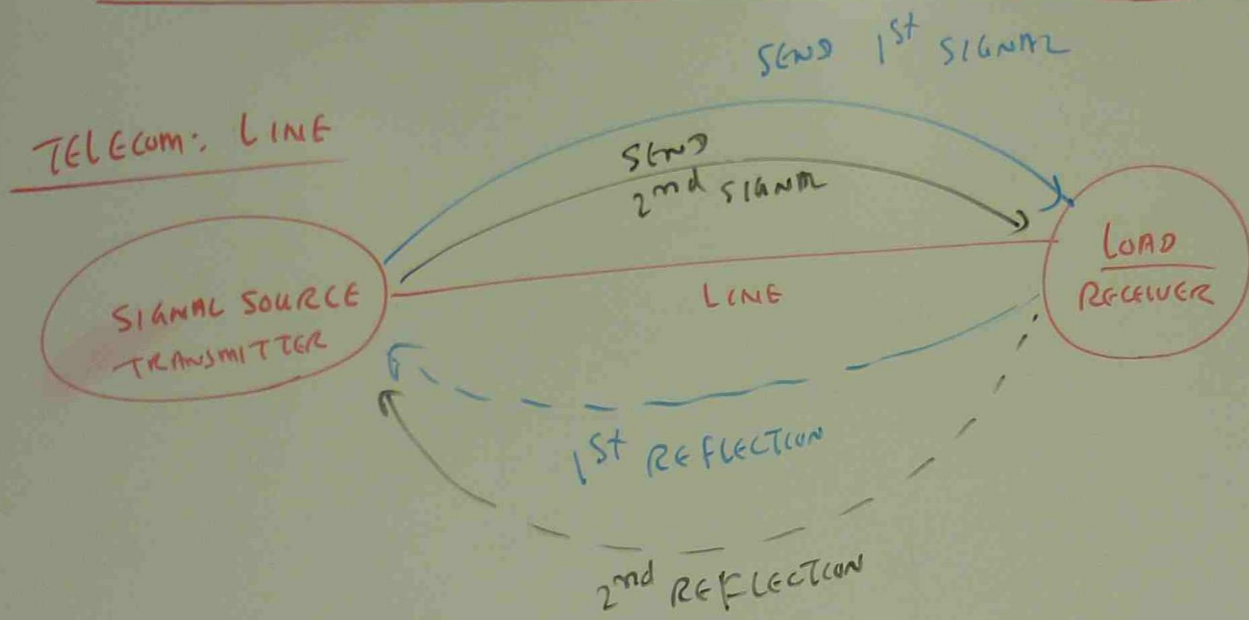 SEND 1st SIGNAL
TELECOM: LINE
SEND
2nd SIGNAL
SIGNAL SOURCE
TRANSMITTER
LINE
LOAD
RECEIVER
1st REFLECTION
2nd REFLECTION